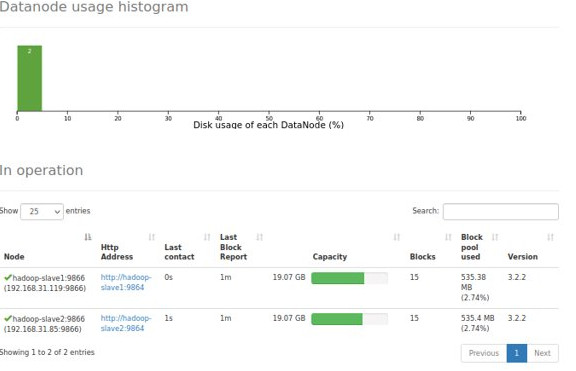 Datanode usage histogram
2
0 10 20 30 40 50 60 70 80 90 100
Disk usage of each DataNode (%)
In operation
Show 25 entries
Search:
Node
Http Address
Last contact
Last Block Report
Capacity
Blocks
Block pool used
Version
hadoop-slave1:9866 (192.168.31.119:9866)
http://hadoop-slave1:9864
0s
1m
19.07 GB
15
535.38 MB (2.74%)
3.2.2
hadoop-slave2:9866 (192.168.31.85:9866)
http://hadoop-slave2:9864
1s
1m
19.07 GB
15
535.4 MB (2.74%)
3.2.2
Showing 1 to 2 of 2 entries
Previous 1 Next